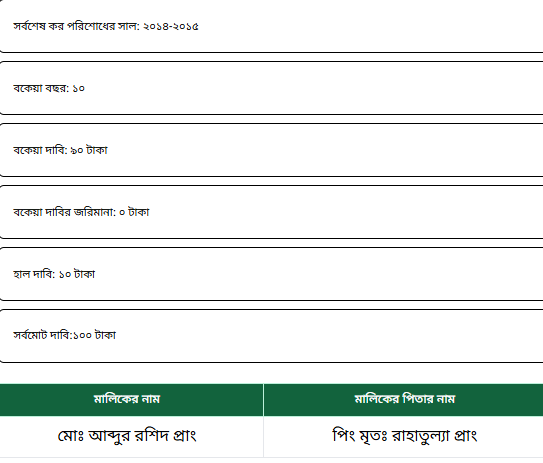 সর্বশেষ কর পরিশোধের সাল: ২০১৪-২০১৫
বকেয়া বছর: ১০
বকেয়া দাবি: ৯০ টাকা
বকেয়া দাবির জরিমানা: ০ টাকা
হাল দাবি: ১০ টাকা
সর্বমোট দাবি:১০০ টাকা
মালিকের নাম মালিকের পিতার নাম
মোঃ আব্দুর রশিদ প্রাং পিং মৃতঃ রাহাতুল্যা প্রাং